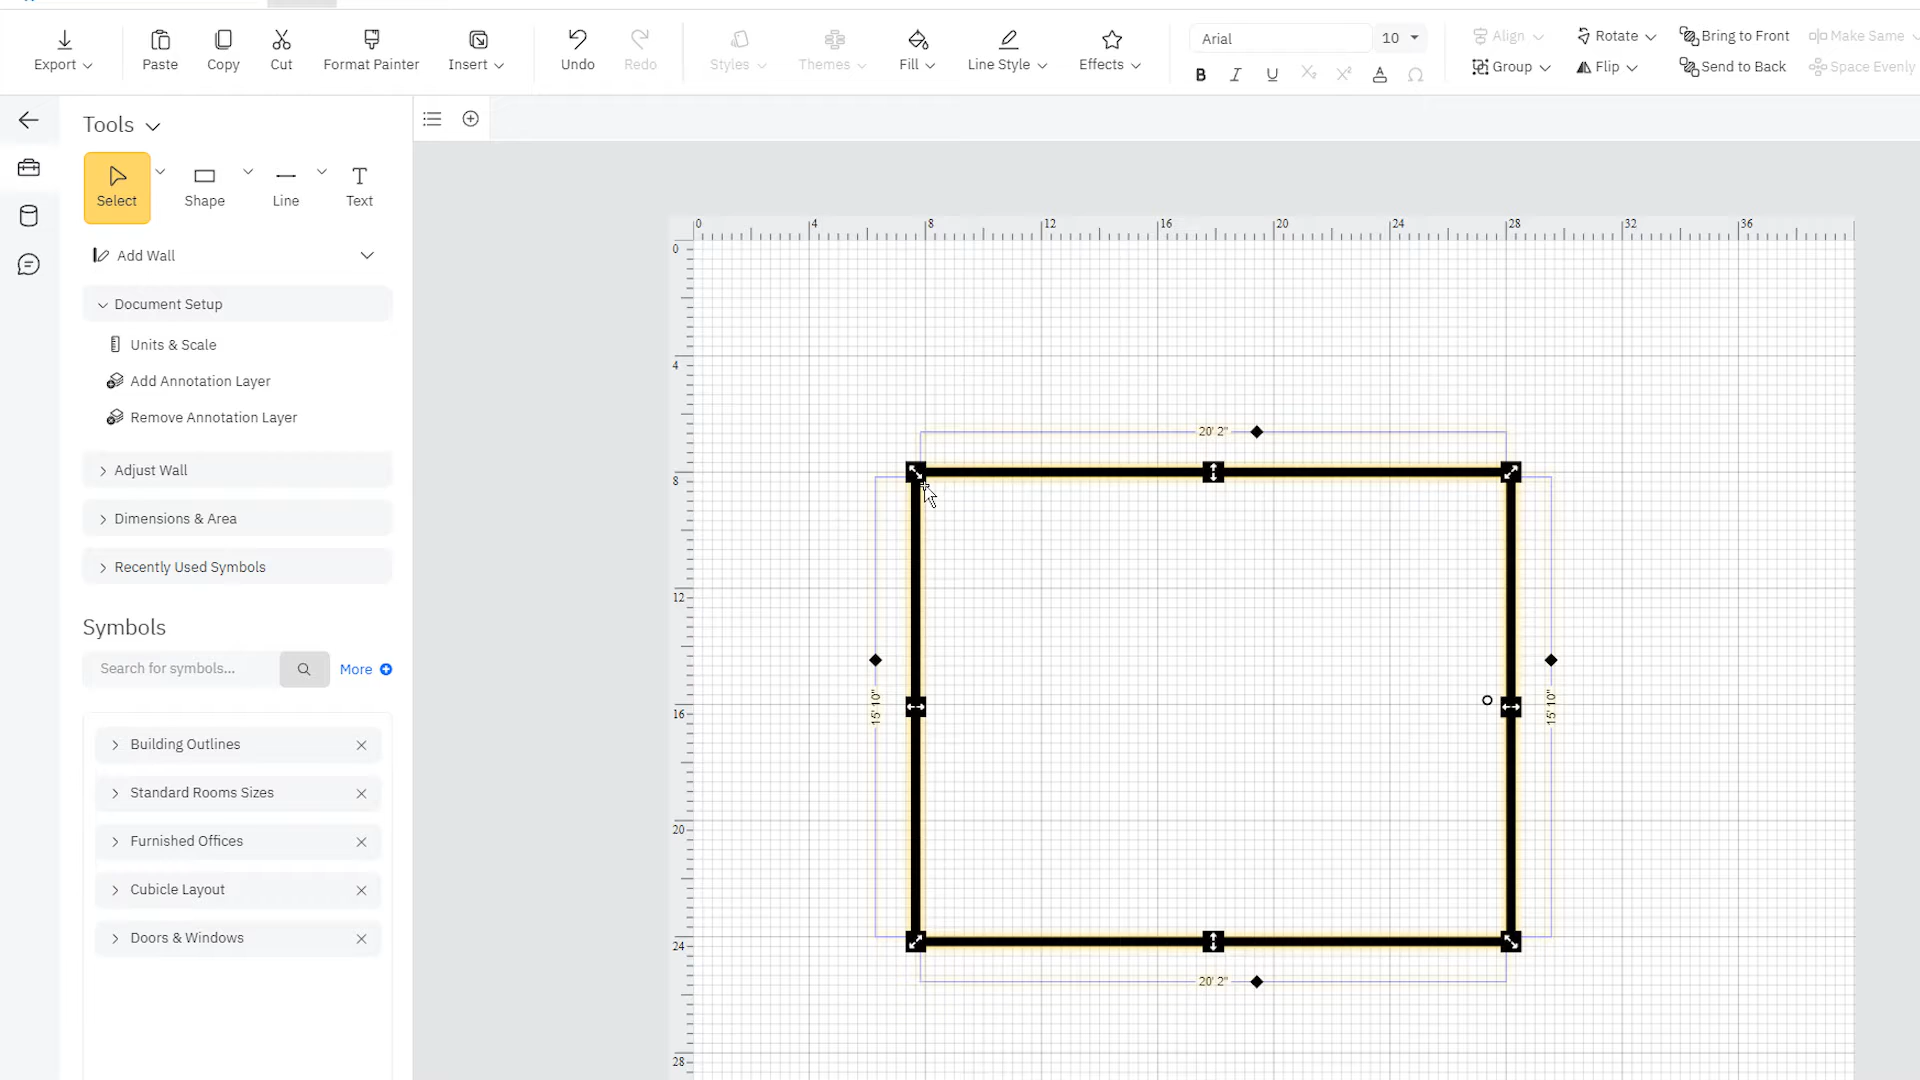 Export
Paste
Copy
Cut
Format Painter
Insert
Undo
Redo
Styles
Themes
Fill
Line Style
Effects
Arial
10
B
I
U
X
X
A
Ω
Align
Group
Rotate
Flip
Bring to Front
Send to Back
Make Same
Space Evenly
Tools
Select
Shape
Line
T
Text
Add Wall
Document Setup
Units & Scale
Add Annotation Layer
Remove Annotation Layer
Adjust Wall
Dimensions & Area
Recently Used Symbols
Symbols
Search for symbols...
More
Building Outlines
Standard Rooms Sizes
Furnished Offices
Cubicle Layout
Doors & Windows
0 4 8 12 16 20 24 28 32 36
0
4
8
12
16
20
24
28
20' 2"
15' 10"
15' 10"
20' 2"